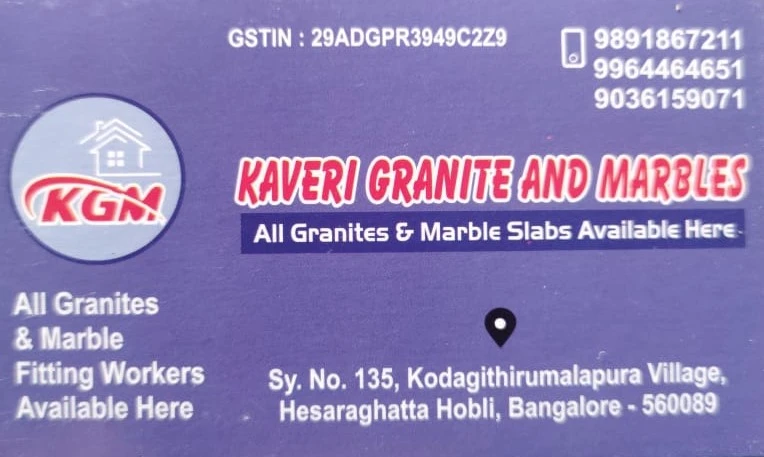 GSTIN : 29ADGPR3949C2Z9
9891867211
9964464651
9036159071
KGM
KAVERI GRANITE AND MARBLES
All Granites & Marble Slabs Available Here
All Granites
& Marble
Fitting Workers
Available Here
Sy. No. 135, Kodagithirumalapura Village,
Hesaraghatta Hobli, Bangalore - 560089